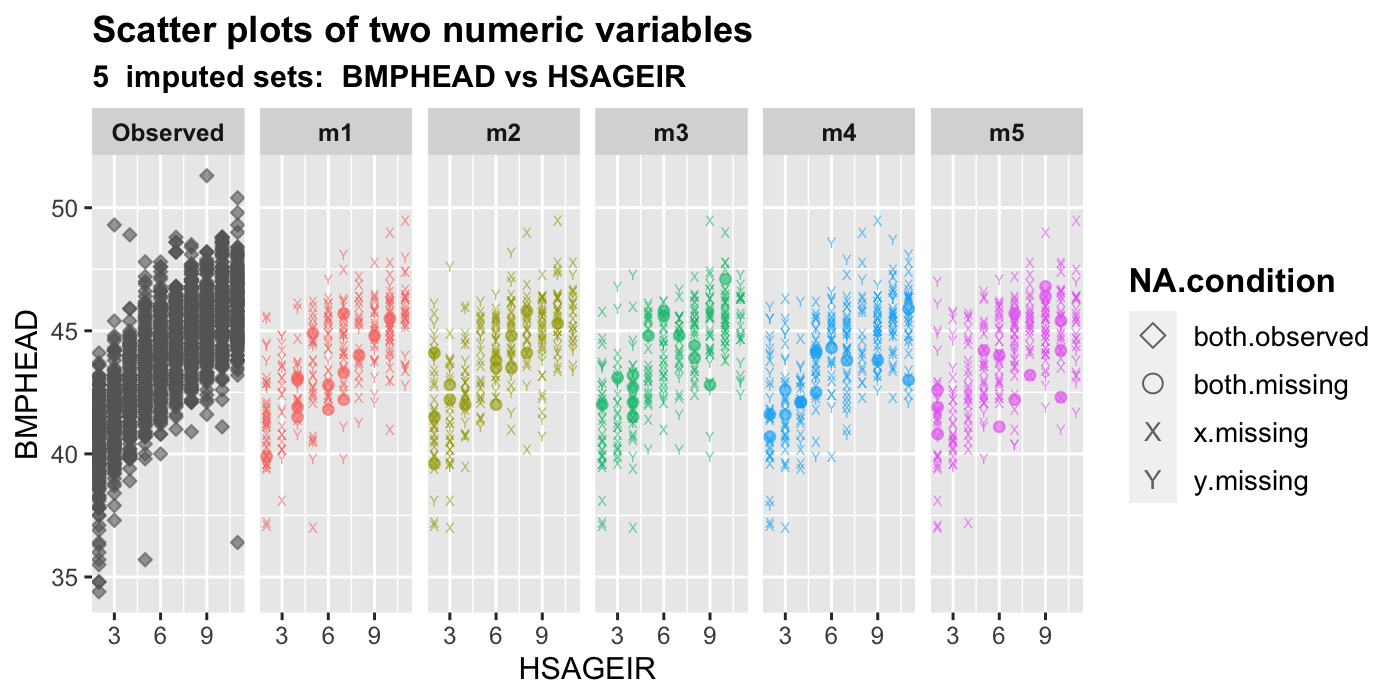 Scatter plots of two numeric variables
5 imputed sets: BMPHEAD vs HSAGEIR
Observed m1 m2 m3 m4 m5
BMPHEAD
50
45
40
35
3 6 9 3 6 9 3 6 9 3 6 9 3 6 9 3 6 9
HSAGEIR
NA.condition
both.observed
both.missing
X x.missing
Y y.missing